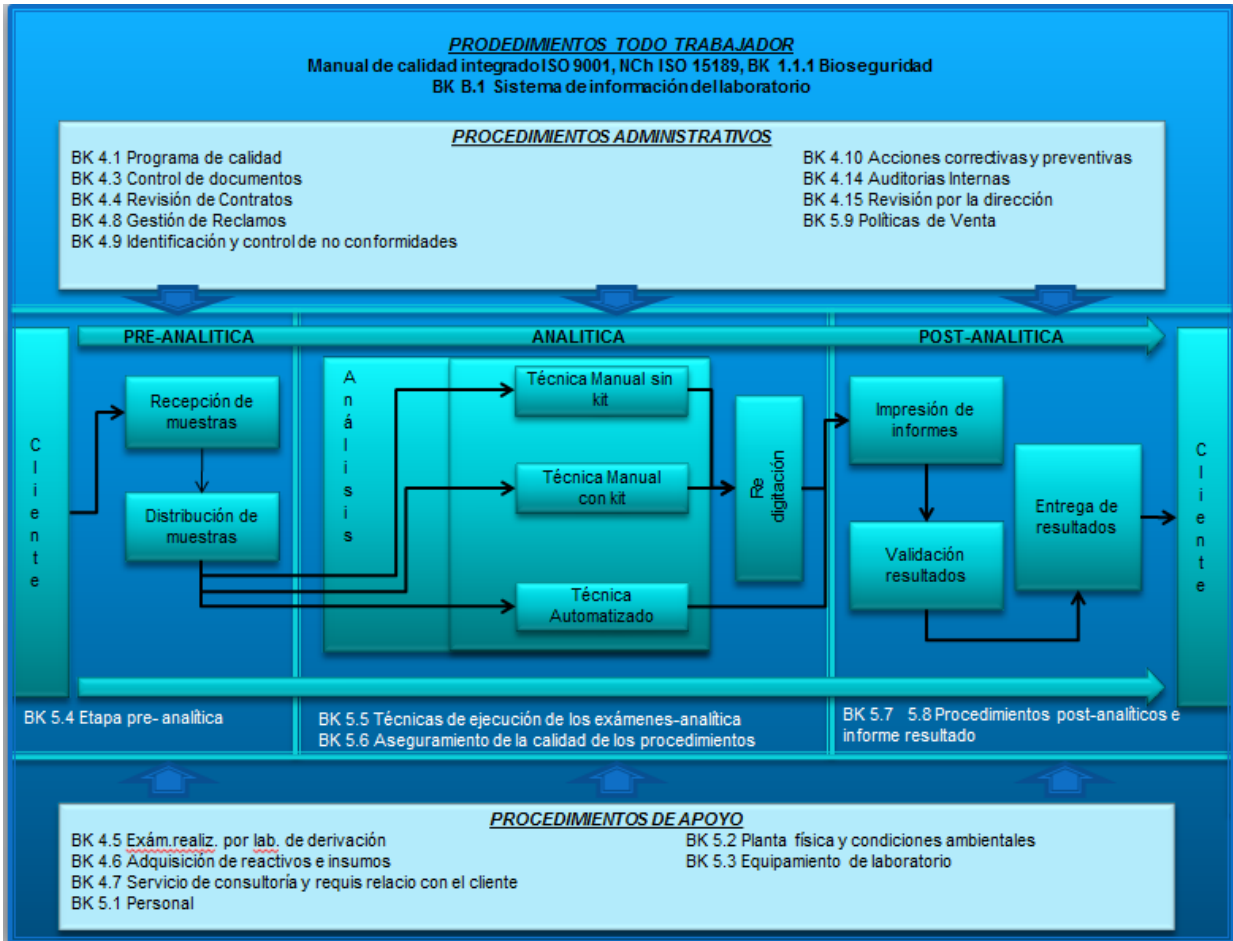 PRODEDIMIENTOS TODO TRABAJADOR
Manual de calidad integrado ISO 9001, NCh ISO 15189, BK 1.1.1 Bioseguridad
BK B.1 Sistema de información del laboratorio
PROCEDIMIENTOS ADMINISTRATIVOS
BK 4.1 Programa de calidad
BK 4.3 Control de documentos
BK 4.4 Revisión de Contratos
BK 4.8 Gestión de Reclamos
BK 4.9 Identificación y control de no conformidades
BK 4.10 Acciones correctivas y preventivas
BK 4.14 Auditorias Internas
BK 4.15 Revisión por la dirección
BK 5.9 Políticas de Venta
PRE-ANALITICA
ANALITICA
POST-ANALITICA
Cliente
Recepción de
muestras
Distribución de
muestras
Análisis
Técnica Manual sin
kit
Técnica Manual
con kit
Técnica
Automatizado
Re
digitación
Impresión de
informes
Validación
resultados
Entrega de
resultados
Cliente
BK 5.4 Etapa pre- analítica
BK 5.5 Técnicas de ejecución de los exámenes-analítica
BK 5.6 Aseguramiento de la calidad de los procedimientos
BK 5.7 5.8 Procedimientos post-analíticos e
informe resultado
PROCEDIMIENTOS DE APOYO
BK 4.5 Exám.realiz. por lab. de derivación
BK 4.6 Adquisición de reactivos e insumos
BK 4.7 Servicio de consultoría y requis relacio con el cliente
BK 5.1 Personal
BK 5.2 Planta física y condiciones ambientales
BK 5.3 Equipamiento de laboratorio